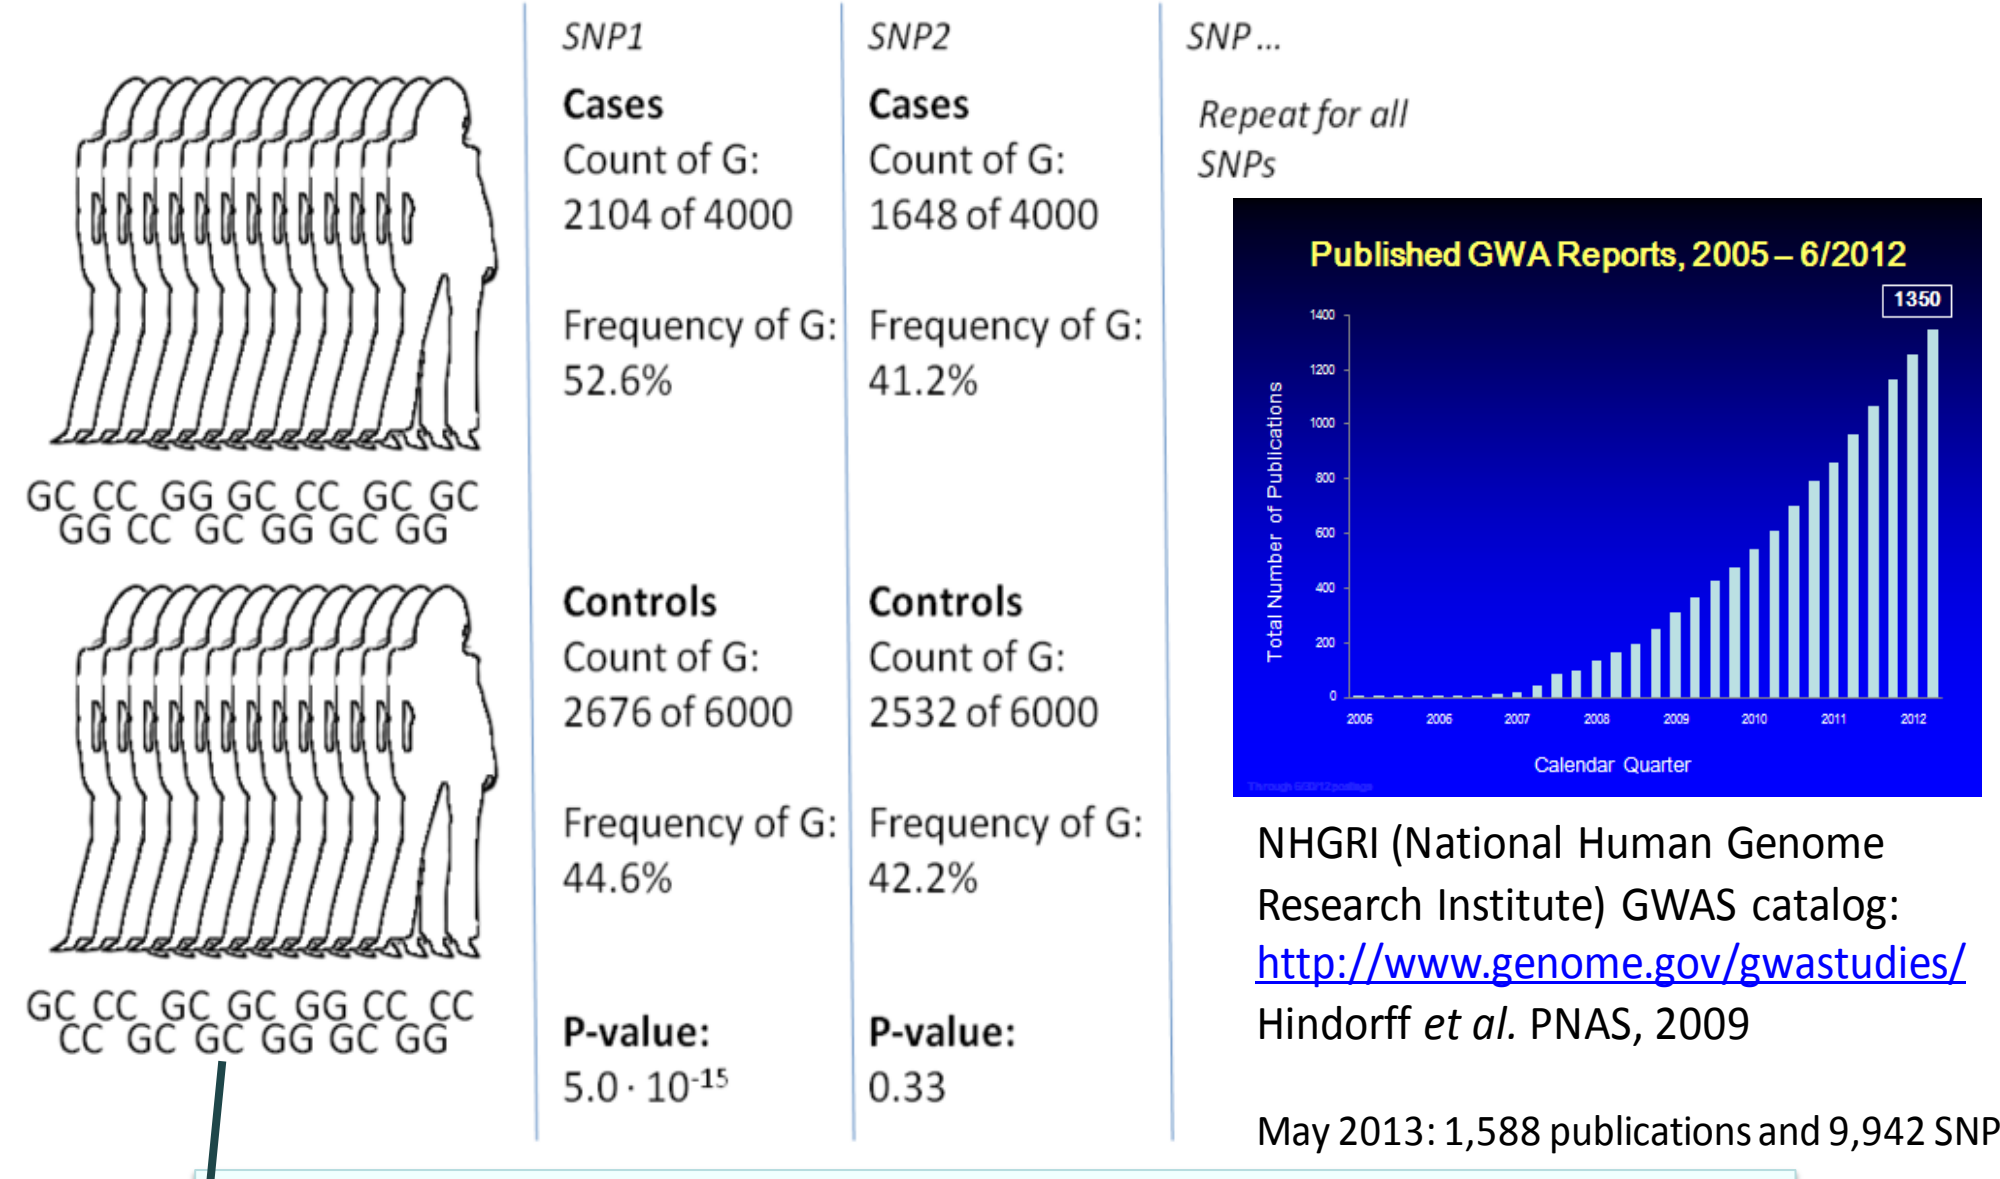 SNP1
Cases
Count of G:
2104 of 4000
Frequency of G:
52.6%
Controls
Count of G:
2676 of 6000
Frequency of G:
44.6%
P-value:
5.0 · 10⁻¹⁵
SNP2
Cases
Count of G:
1648 of 4000
Frequency of G:
41.2%
Controls
Count of G:
2532 of 6000
Frequency of G:
42.2%
P-value:
0.33
SNP...
Repeat for all
SNPs
GC CC GG GC CC GC GC
GG CC GC GG GC GG
GC CC GC GC GG CC CC
CC GC GC GG GC GG
Published GWA Reports, 2005 – 6/2012
1350
1400
1200
1000
800
600
400
200
0
Total Number of Publications
2005 2006 2007 2008 2009 2010 2011 2012
Calendar Quarter
Through 6/30/12 postings
NHGRI (National Human Genome
Research Institute) GWAS catalog:
http://www.genome.gov/gwastudies/
Hindorff et al. PNAS, 2009
May 2013: 1,588 publications and 9,942 SNP